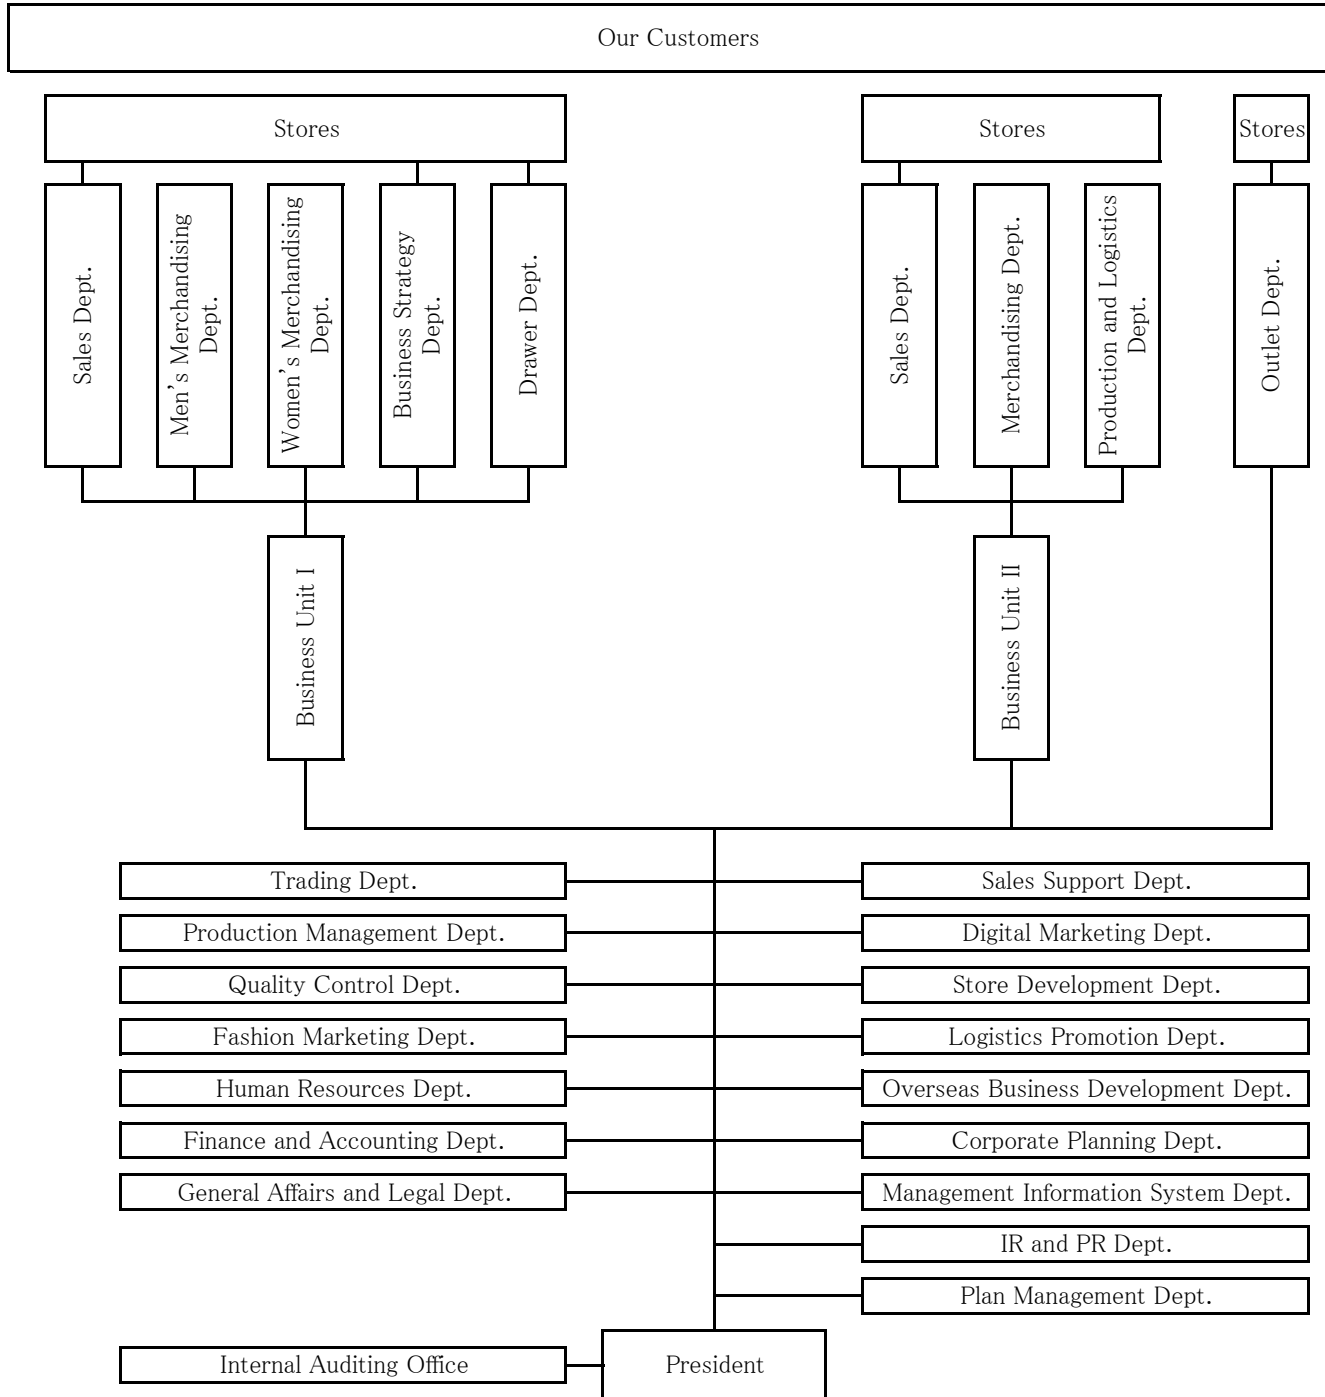 Our Customers
Stores
Stores
Stores
Sales Dept.
Men's Merchandising
Dept.
Women's Merchandising
Dept.
Business Strategy
Dept.
Drawer Dept.
Sales Dept.
Merchandising Dept.
Production and Logistics
Dept.
Outlet Dept.
Business Unit I
Business Unit II
Trading Dept.
Sales Support Dept.
Production Management Dept.
Digital Marketing Dept.
Quality Control Dept.
Store Development Dept.
Fashion Marketing Dept.
Logistics Promotion Dept.
Human Resources Dept.
Overseas Business Development Dept.
Finance and Accounting Dept.
Corporate Planning Dept.
General Affairs and Legal Dept.
Management Information System Dept.
IR and PR Dept.
Plan Management Dept.
Internal Auditing Office
President